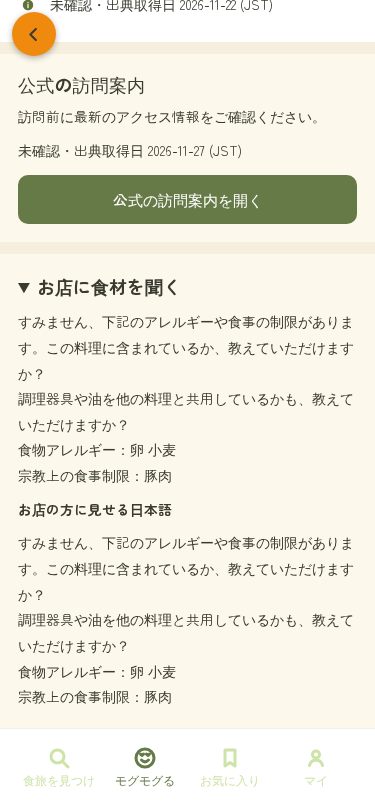 未確認・出典取得日 2026-11-22 (JST)
公式の訪問案内
訪問前に最新のアクセス情報をご確認ください。
未確認・出典取得日 2026-11-27 (JST)
公式の訪問案内を開く
▼ お店に食材を聞く
すみません、下記のアレルギーや食事の制限がありま
す。この料理に含まれているか、教えていただけます
か？
調理器具や油を他の料理と共用しているかも、教えて
いただけますか？
食物アレルギー：卵 小麦
宗教上の食事制限：豚肉
お店の方に見せる日本語
すみません、下記のアレルギーや食事の制限がありま
す。この料理に含まれているか、教えていただけます
か？
調理器具や油を他の料理と共用しているかも、教えて
いただけますか？
食物アレルギー：卵 小麦
宗教上の食事制限：豚肉
食旅を見つけ
モグモグる
お気に入り
マイ